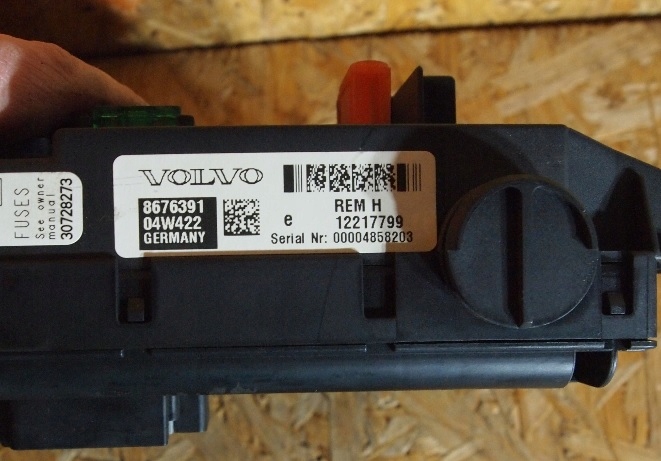 FUSES
See owner
manual
30728273
VOLVO
8676391
04W422
GERMANY
REM H
e 12217799
Serial Nr: 00004858203